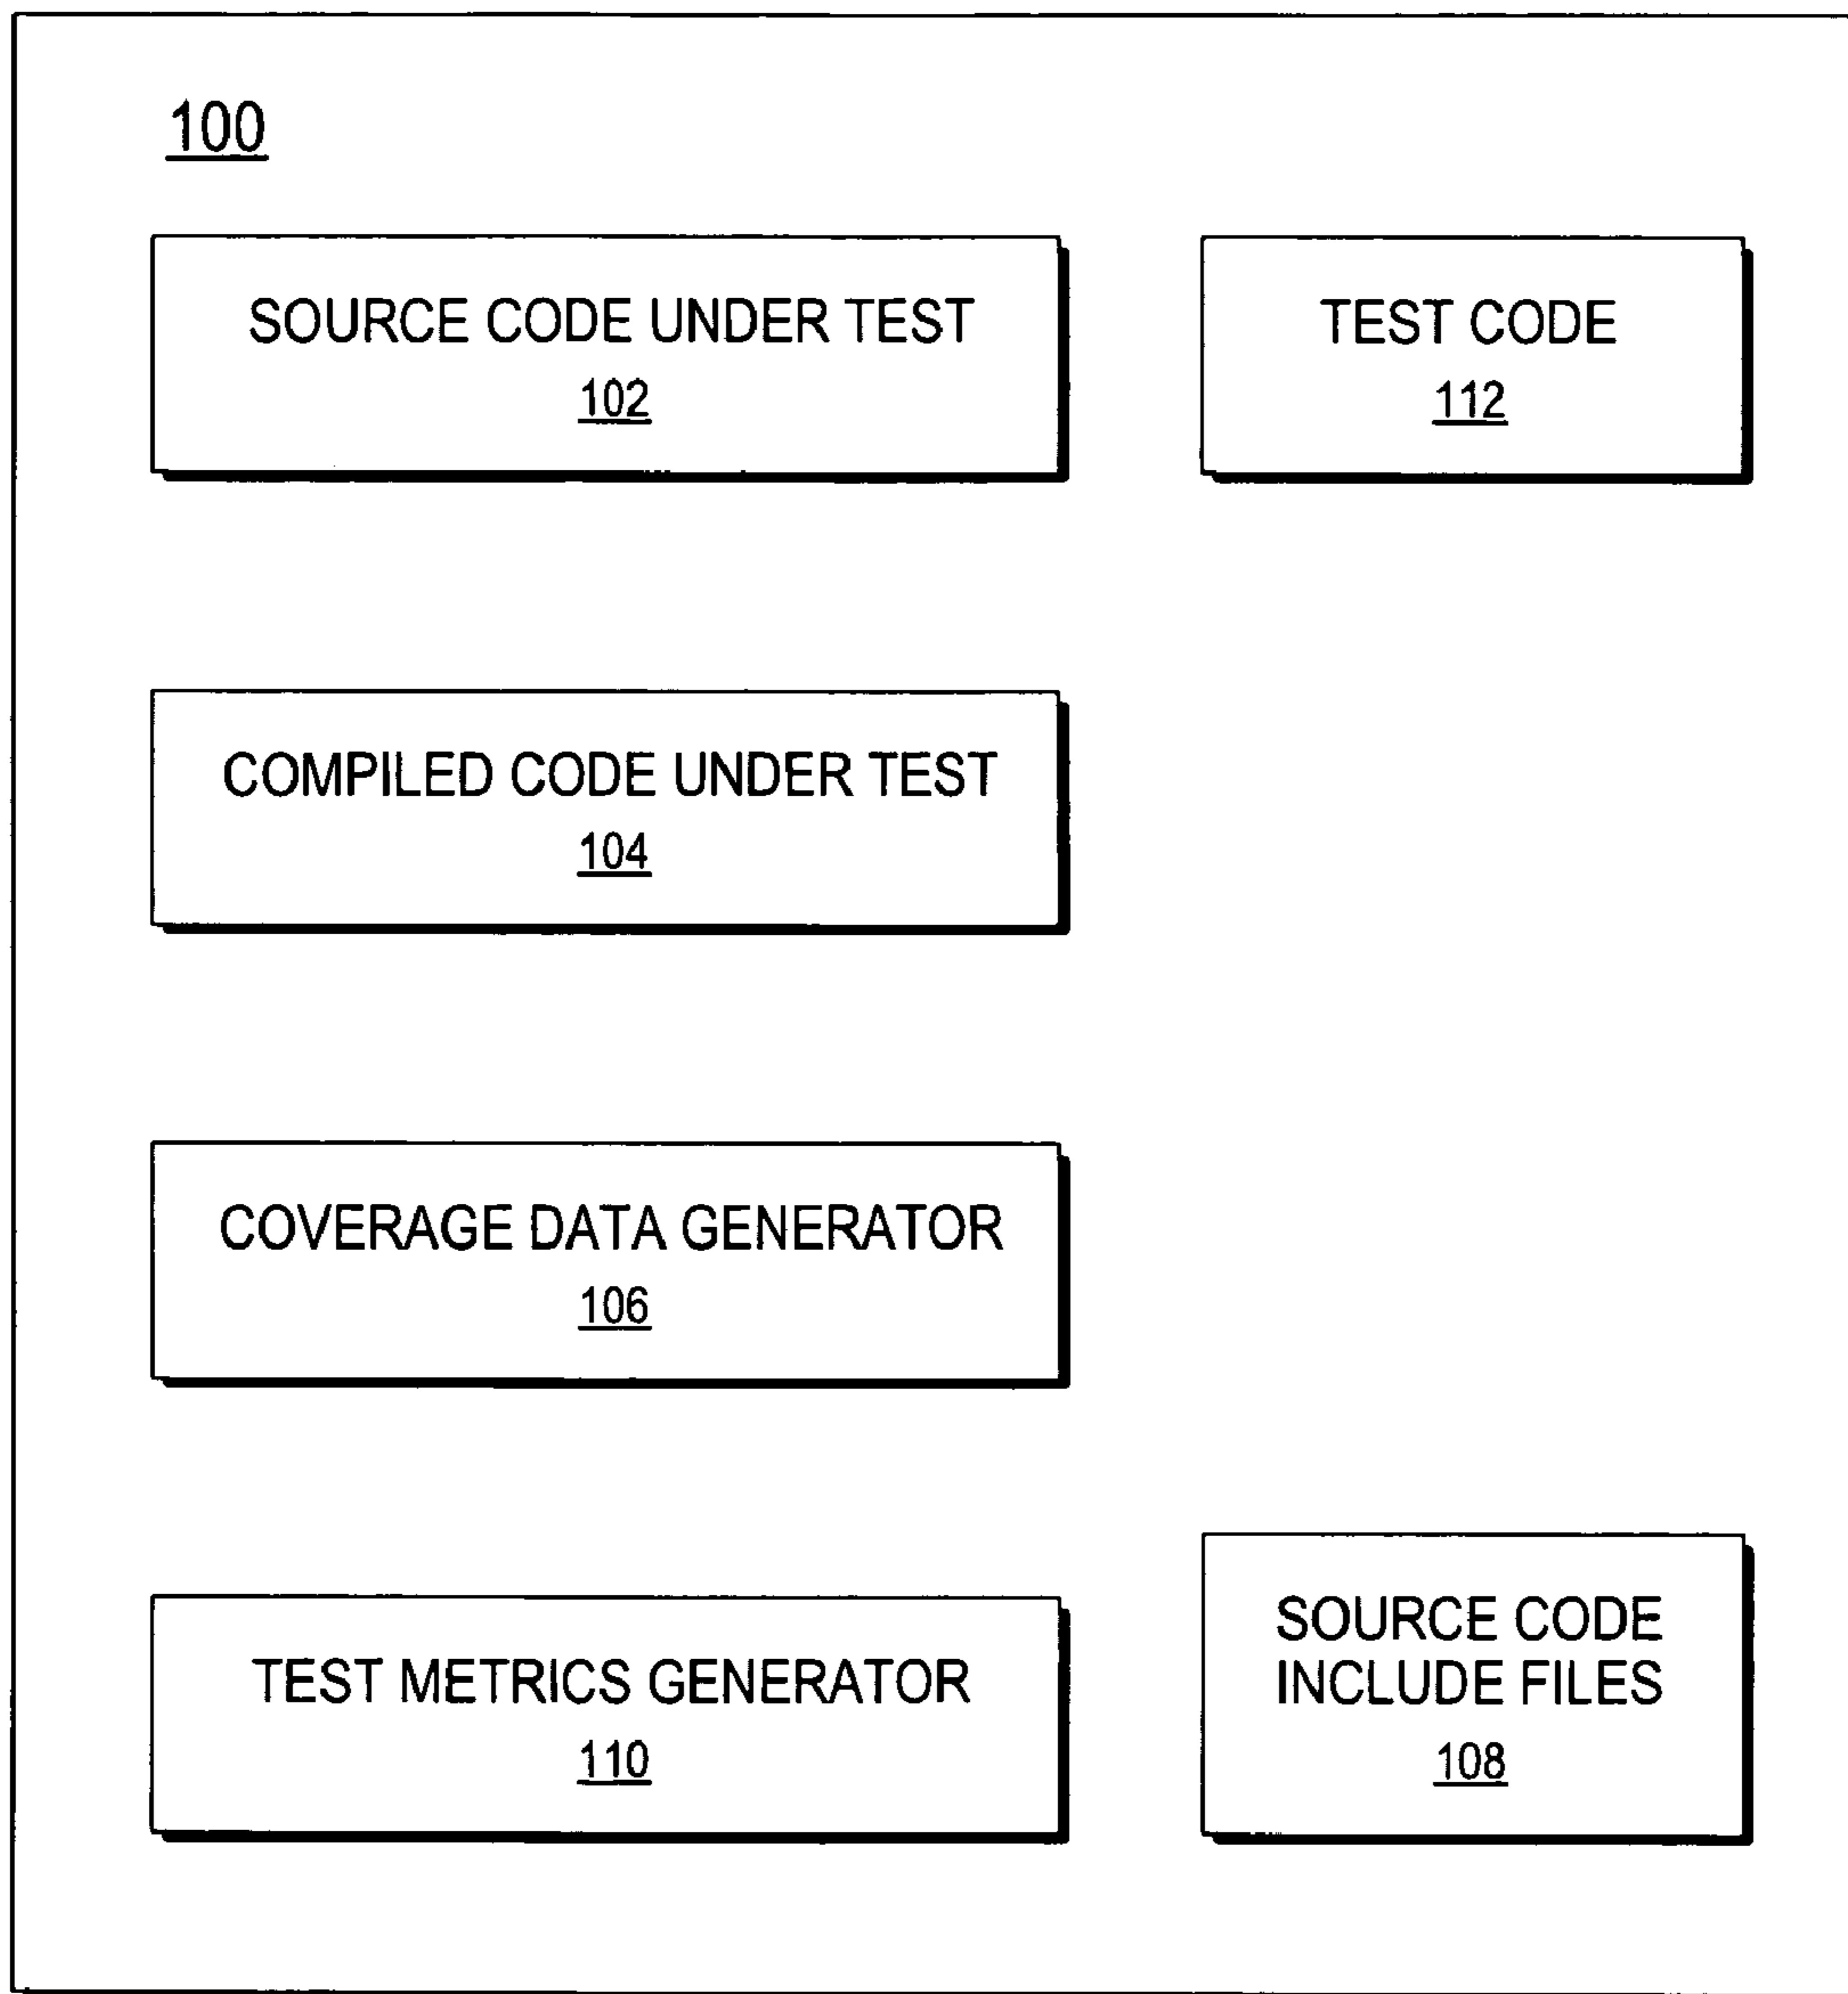 100
SOURCE CODE UNDER TEST
102
TEST CODE
112
COMPILED CODE UNDER TEST
104
COVERAGE DATA GENERATOR
106
TEST METRICS GENERATOR
110
SOURCE CODE
INCLUDE FILES
108